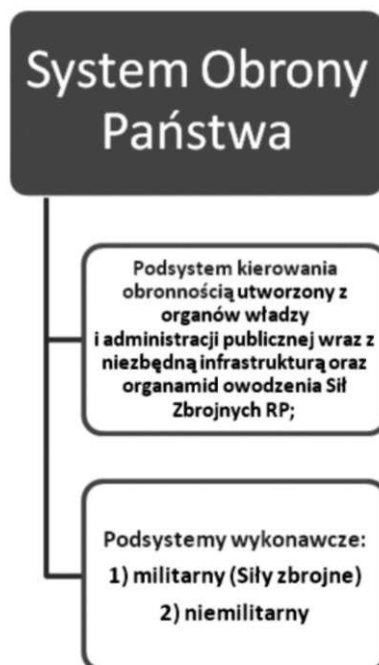 System Obrony
Państwa
Podsystem kierowania
obronnością utworzony z
organów władzy
i administracji publicznej wraz z
niezbędną infrastrukturą oraz
organamid owodzenia Sił
Zbrojnych RP;
Podsystemy wykonawcze:
1) militarny (Siły zbrojne)
2) niemilitarny